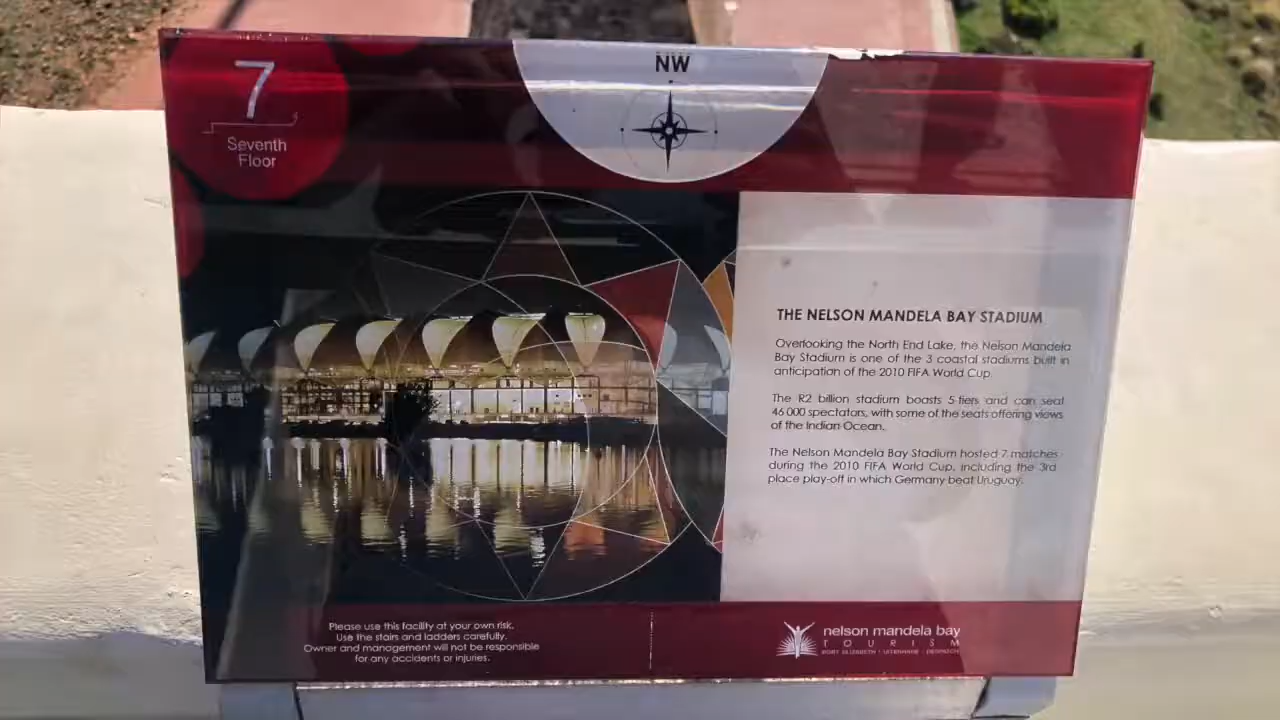 7
Seventh
Floor
NW
THE NELSON MANDELA BAY STADIUM
Overlooking the North End Lake, the Nelson Mandela
Bay Stadium is one of the 3 coastal stadiums built in
anticipation of the 2010 FIFA World Cup.
The R2 billion stadium boasts 5 tiers and can seat
46 000 spectators, with some of the seats offering views
of the Indian Ocean.
The Nelson Mandela Bay Stadium hosted 7 matches
during the 2010 FIFA World Cup, including the 3rd
place play-off in which Germany beat Uruguay.
Please use this facility at your own risk.
Use the stairs and ladders carefully.
Owner and management will not be responsible
for any accidents or injuries.
nelson mandela bay
TOURISM
PORT ELIZABETH • UITENHAGE • DESPATCH